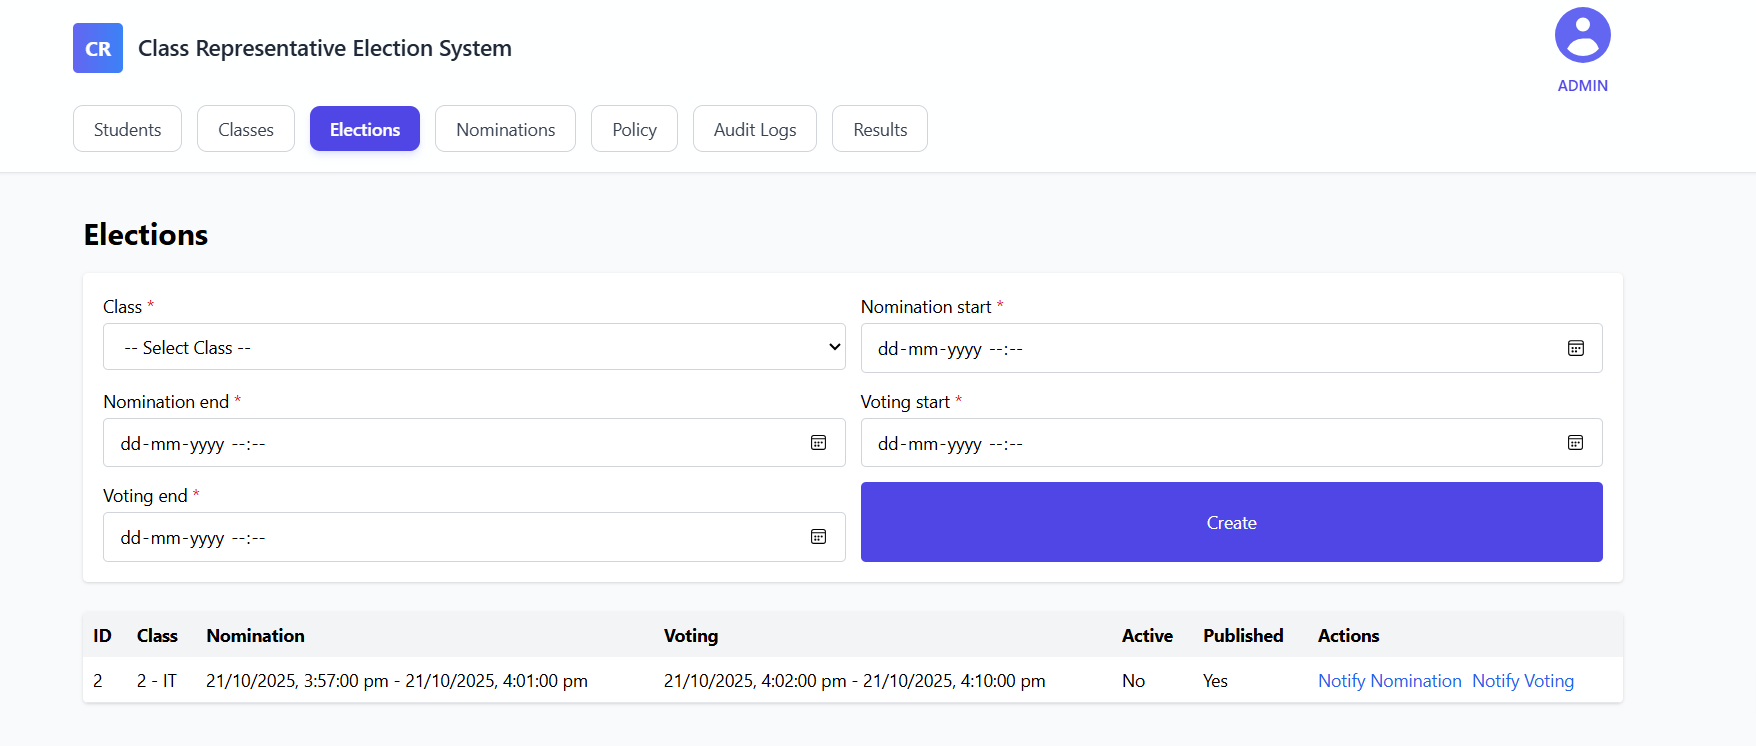 CR Class Representative Election System
ADMIN
Students Classes Elections Nominations Policy Audit Logs Results
Elections
Class * Nomination start *
-- Select Class -- dd-mm-yyyy --:--
Nomination end * Voting start *
dd-mm-yyyy --:-- dd-mm-yyyy --:--
Voting end *
dd-mm-yyyy --:-- Create
ID Class Nomination Voting Active Published Actions
2 2 - IT 21/10/2025, 3:57:00 pm - 21/10/2025, 4:01:00 pm 21/10/2025, 4:02:00 pm - 21/10/2025, 4:10:00 pm No Yes Notify Nomination Notify Voting